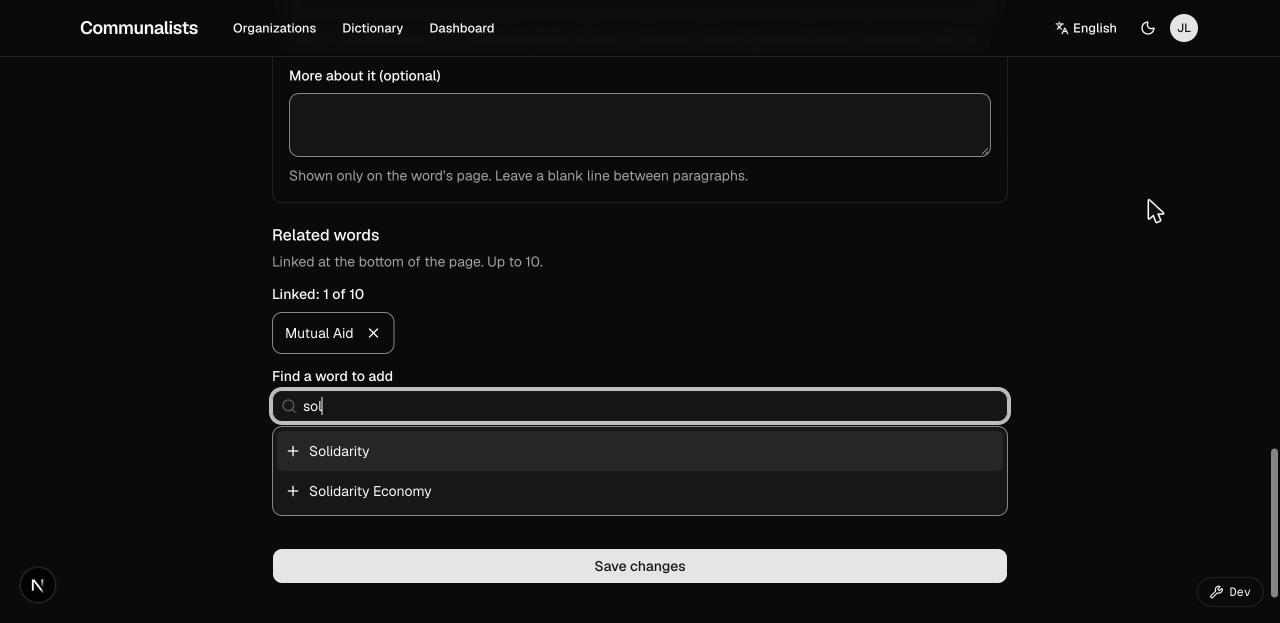 Communalists
Organizations
Dictionary
Dashboard
English
JL
More about it (optional)
Shown only on the word's page. Leave a blank line between paragraphs.
Related words
Linked at the bottom of the page. Up to 10.
Linked: 1 of 10
Mutual Aid
Find a word to add
sol
Solidarity
Solidarity Economy
Save changes
N
Dev